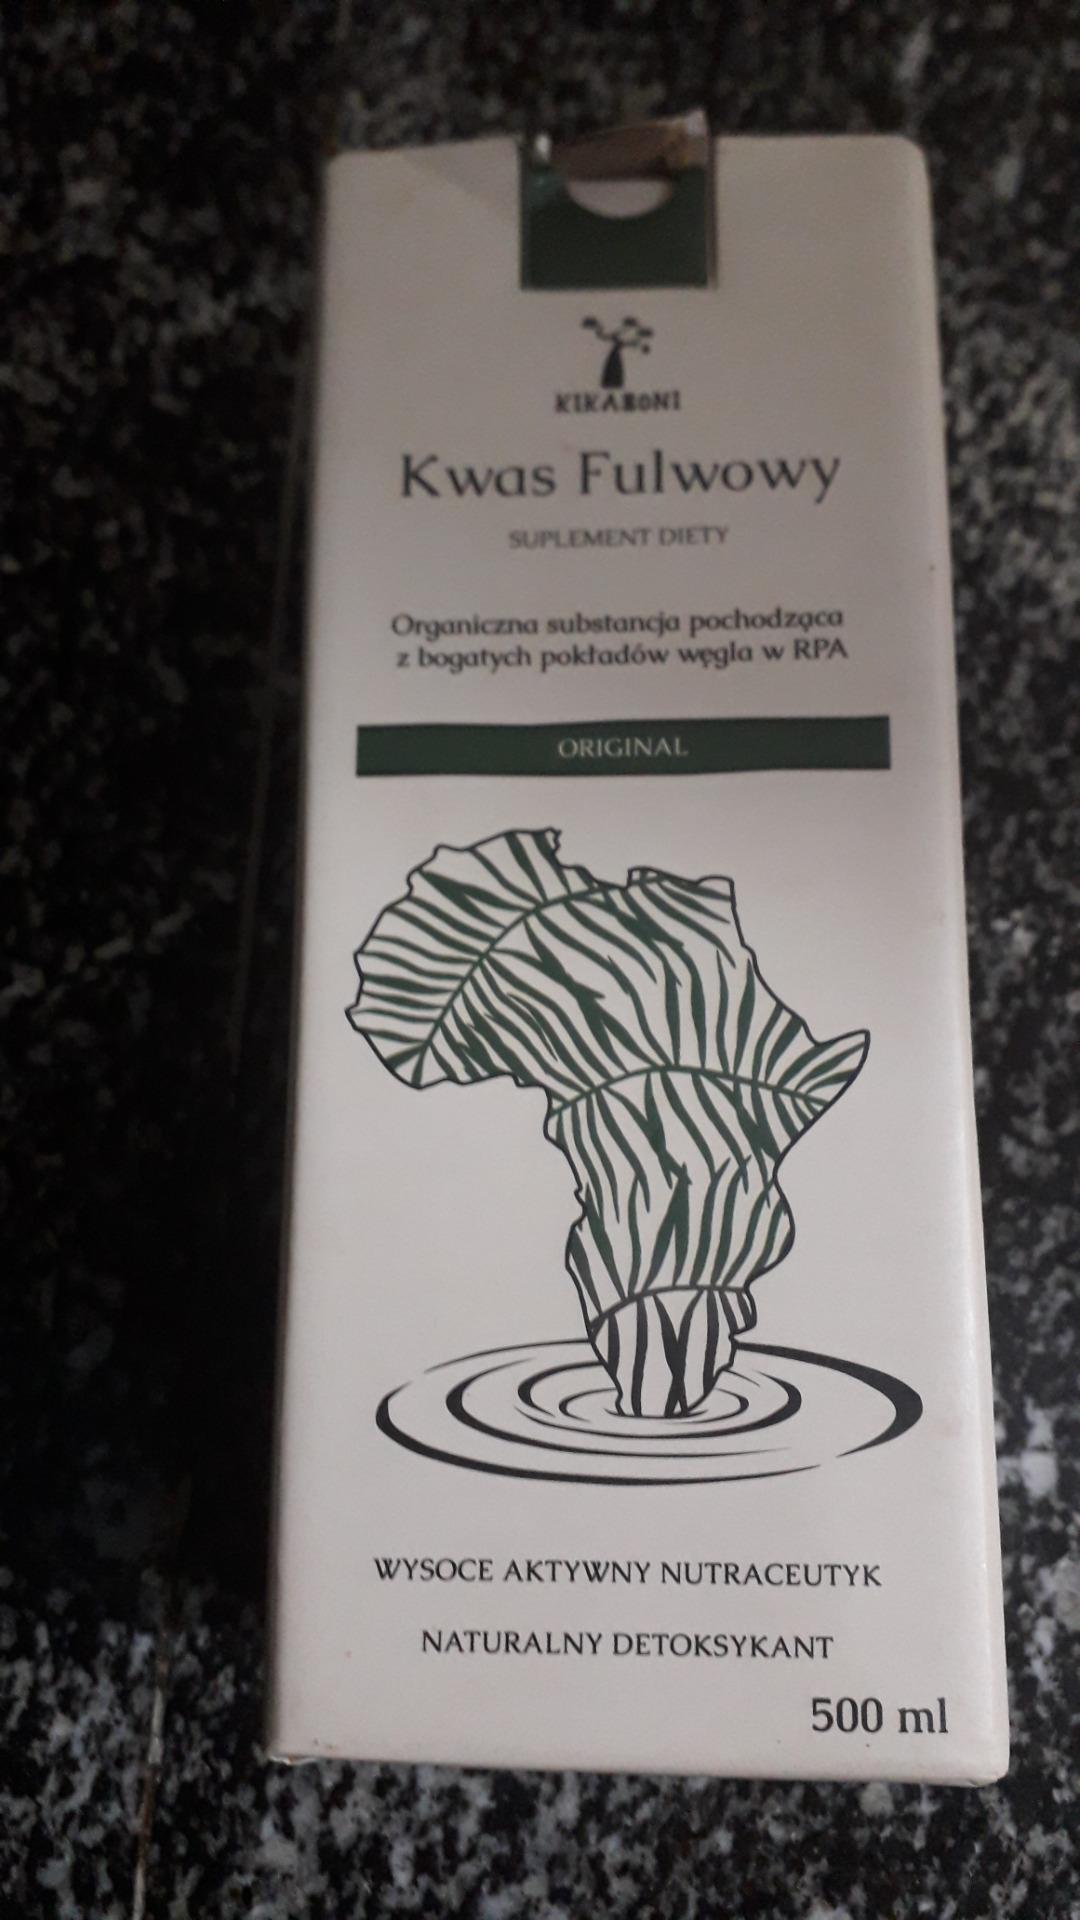 KIKABONI
Kwas Fulwowy
SUPLEMENT DIETY
Organiczna substancja pochodząca
z bogatych pokładów węgla w RPA
ORIGINAL
WYSOCE AKTYWNY NUTRACEUTYK
NATURALNY DETOKSYKANT
500 ml